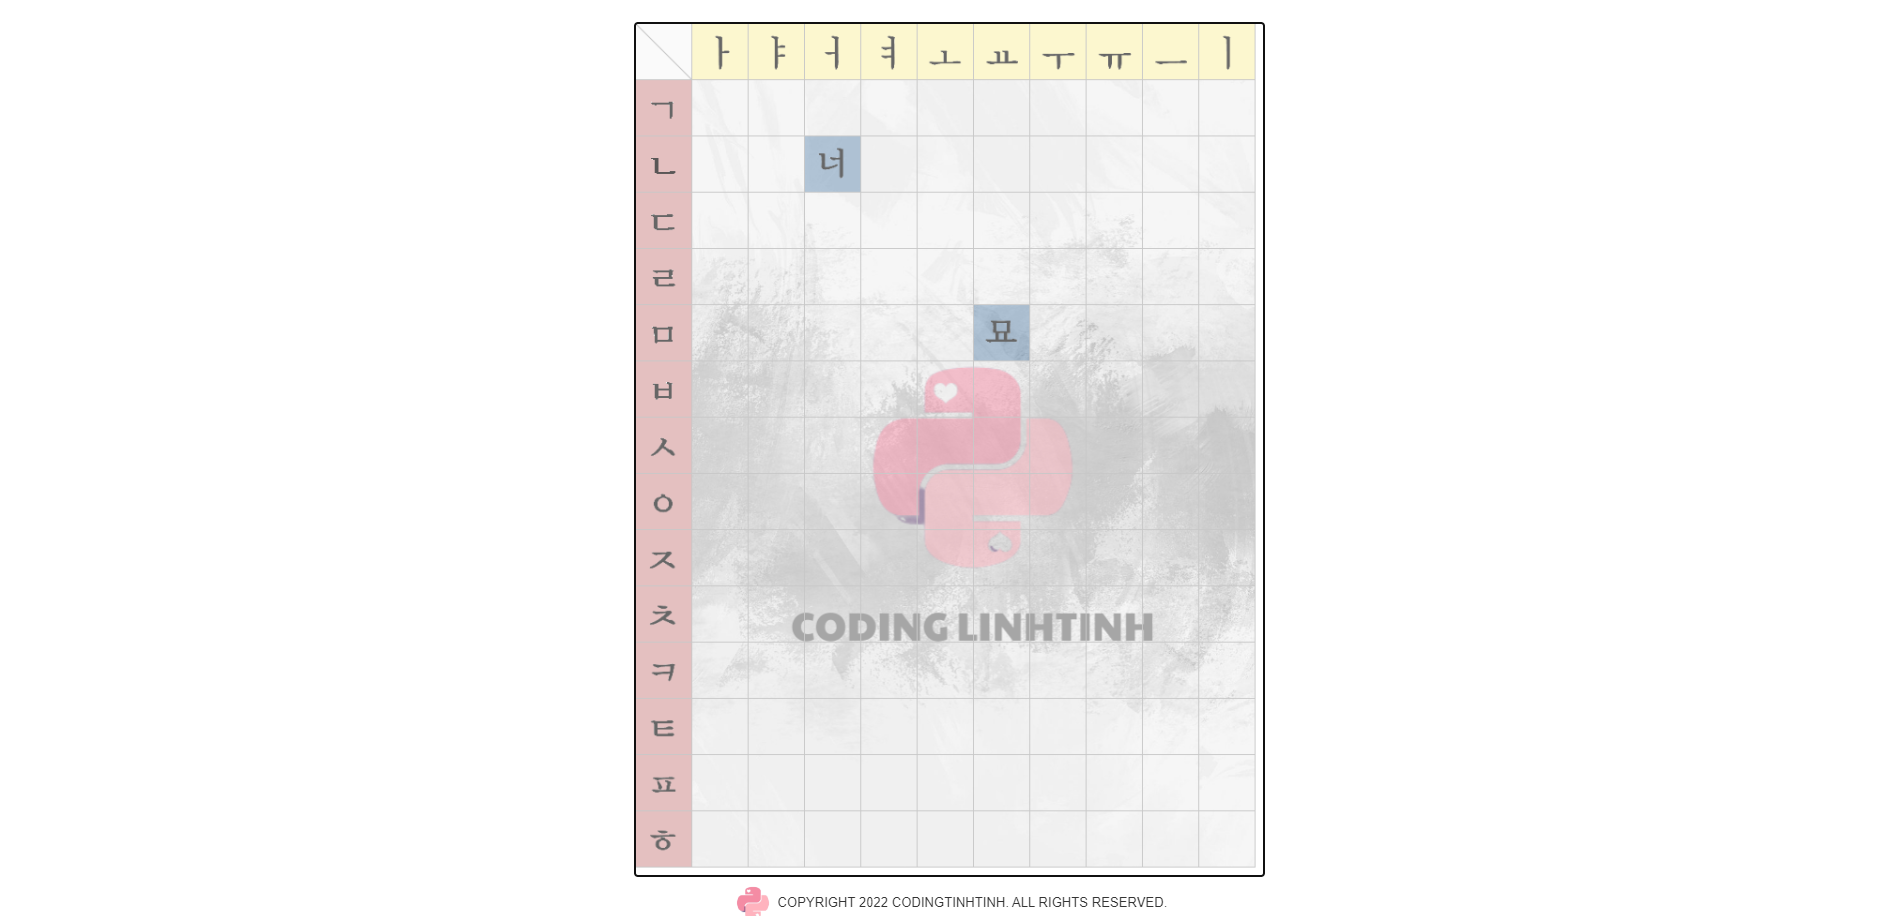 ㅏ ㅑ ㅓ ㅕ ㅗ ㅛ ㅜ ㅠ ㅡ ㅣ
ㄱ
ㄴ 너
ㄷ
ㄹ
ㅁ 묘
ㅂ
ㅅ
ㅇ
ㅈ
ㅊ
CODING LINHTINH
ㅋ
ㅌ
ㅍ
ㅎ
COPYRIGHT 2022 CODINGTINHTINH. ALL RIGHTS RESERVED.